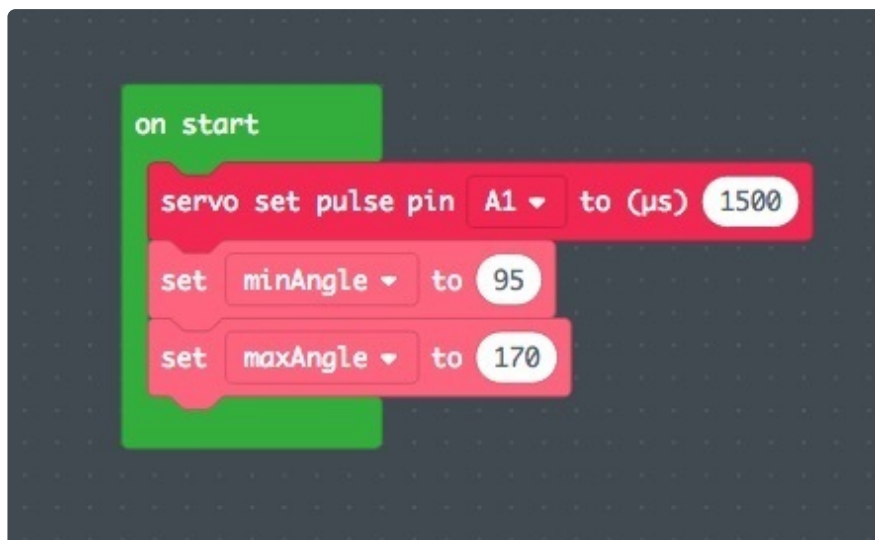 on start
servo set pulse pin A1 to (µs) 1500
set minAngle to 95
set maxAngle to 170